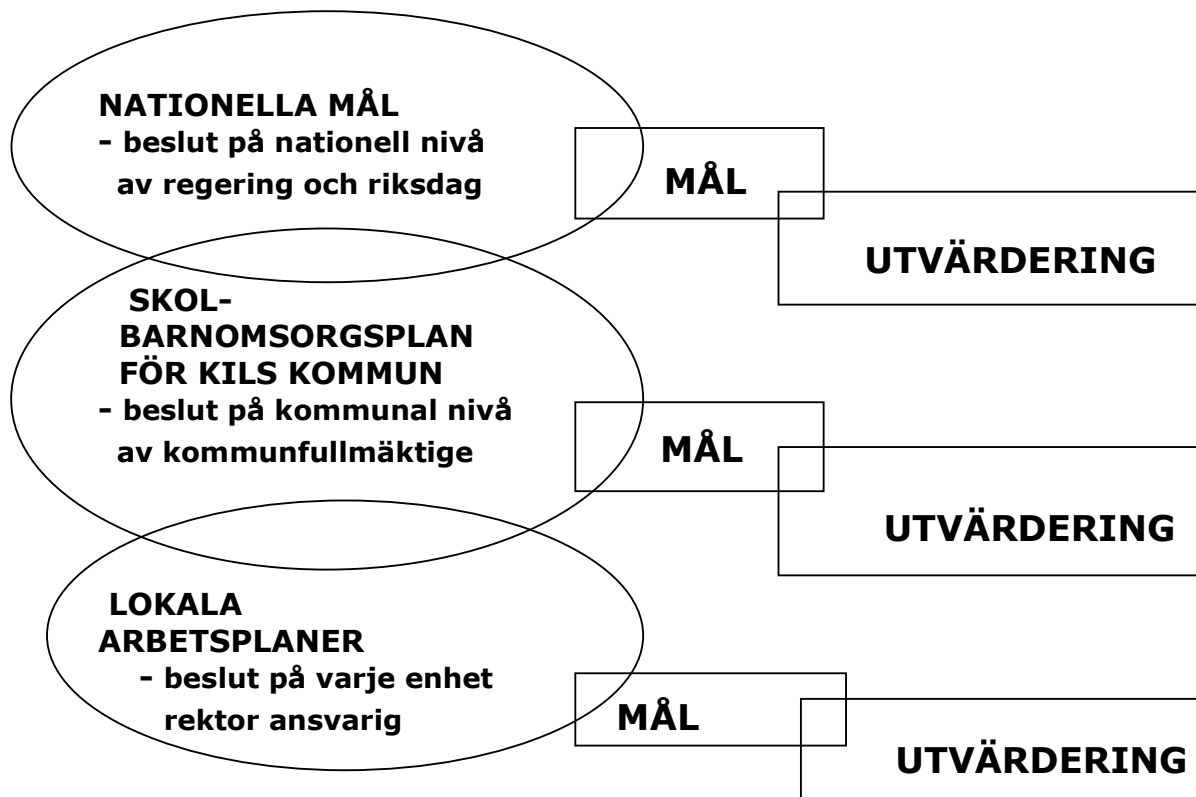 NATIONELLA MÅL
- beslut på nationell nivå
av regering och riksdag
MÅL
UTVÄRDERING
SKOL-
BARNOMSORGSPLAN
FÖR KILS KOMMUN
- beslut på kommunal nivå
av kommunfullmäktige
MÅL
UTVÄRDERING
LOKALA
ARBETSPLANER
- beslut på varje enhet
rektor ansvarig
MÅL
UTVÄRDERING